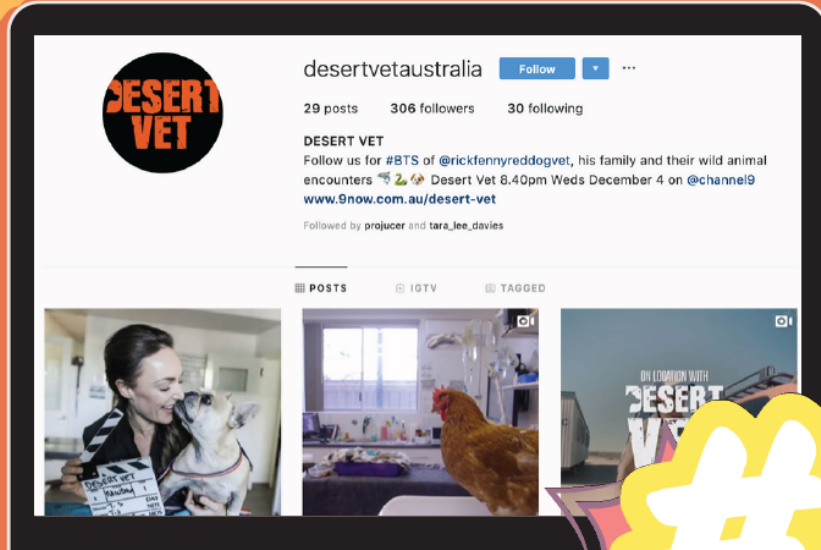 DESERT
VET
desertvetaustralia Follow
29 posts 306 followers 30 following
DESERT VET
Follow us for #BTS of @rickfennyreddogvet, his family and their wild animal
encounters 🦈🐍🐶 Desert Vet 8.40pm Weds December 4 on @channel9
www.9now.com.au/desert-vet
Followed by projucer and tara_lee_davies
POSTS IGTV TAGGED
DESERT VET
ON LOCATION WITH
DESERT
#